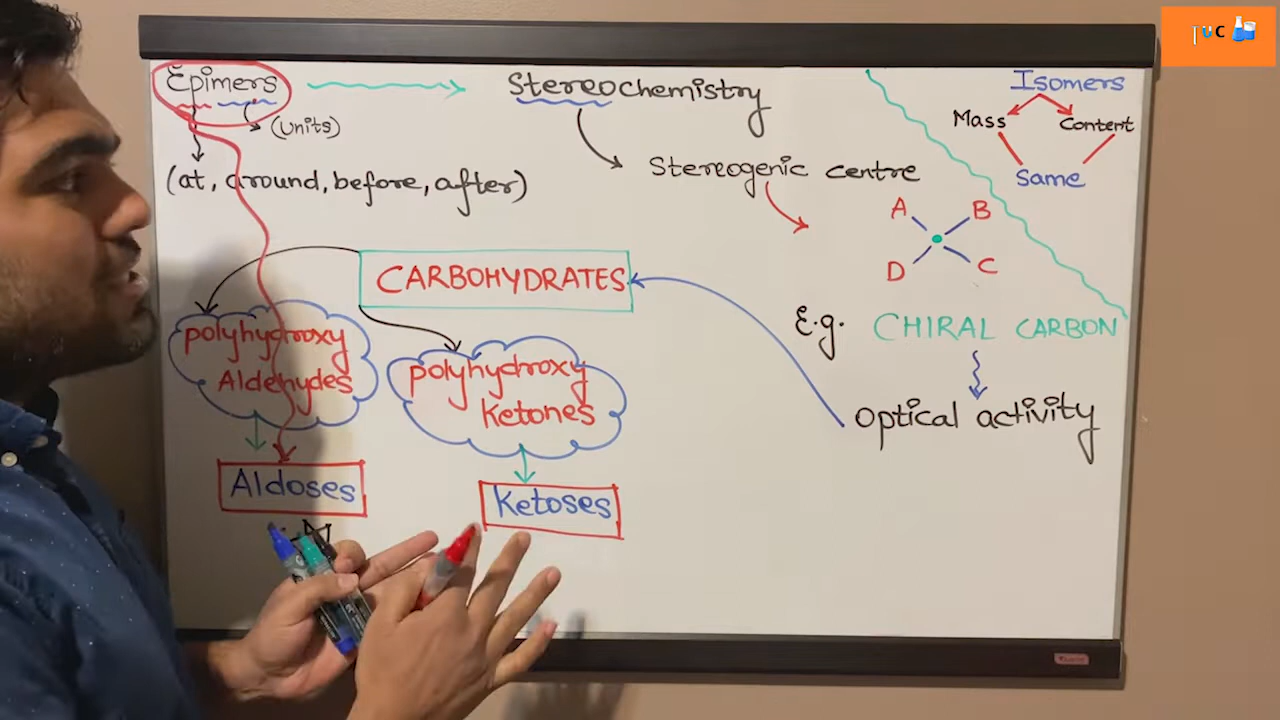 Epimers
(Units)
(at, around, before, after)
Stereochemistry
Stereogenic centre
Isomers
Mass
Content
Same
A B
D C
E.g. CHIRAL CARBON
Optical activity
CARBOHYDRATES
polyhydroxy
Aldehydes
polyhydroxy
Ketones
Aldoses
Ketoses
UC